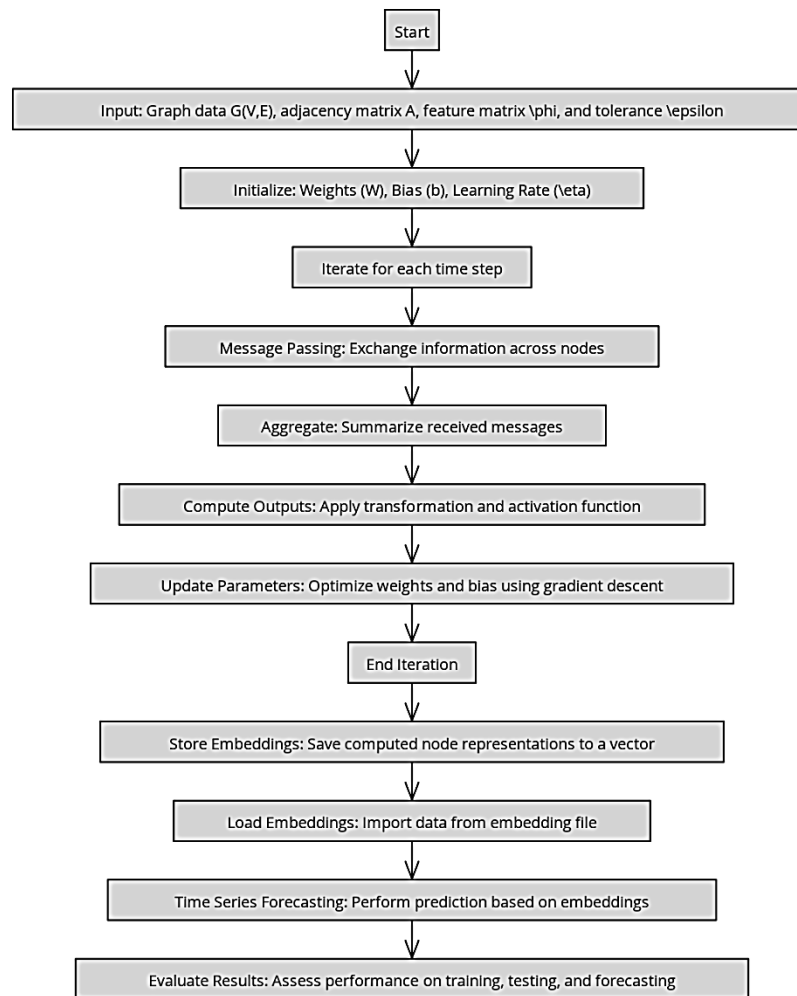 Start
Input: Graph data G(V,E), adjacency matrix A, feature matrix \phi, and tolerance \epsilon
Initialize: Weights (W), Bias (b), Learning Rate (\eta)
Iterate for each time step
Message Passing: Exchange information across nodes
Aggregate: Summarize received messages
Compute Outputs: Apply transformation and activation function
Update Parameters: Optimize weights and bias using gradient descent
End Iteration
Store Embeddings: Save computed node representations to a vector
Load Embeddings: Import data from embedding file
Time Series Forecasting: Perform prediction based on embeddings
Evaluate Results: Assess performance on training, testing, and forecasting